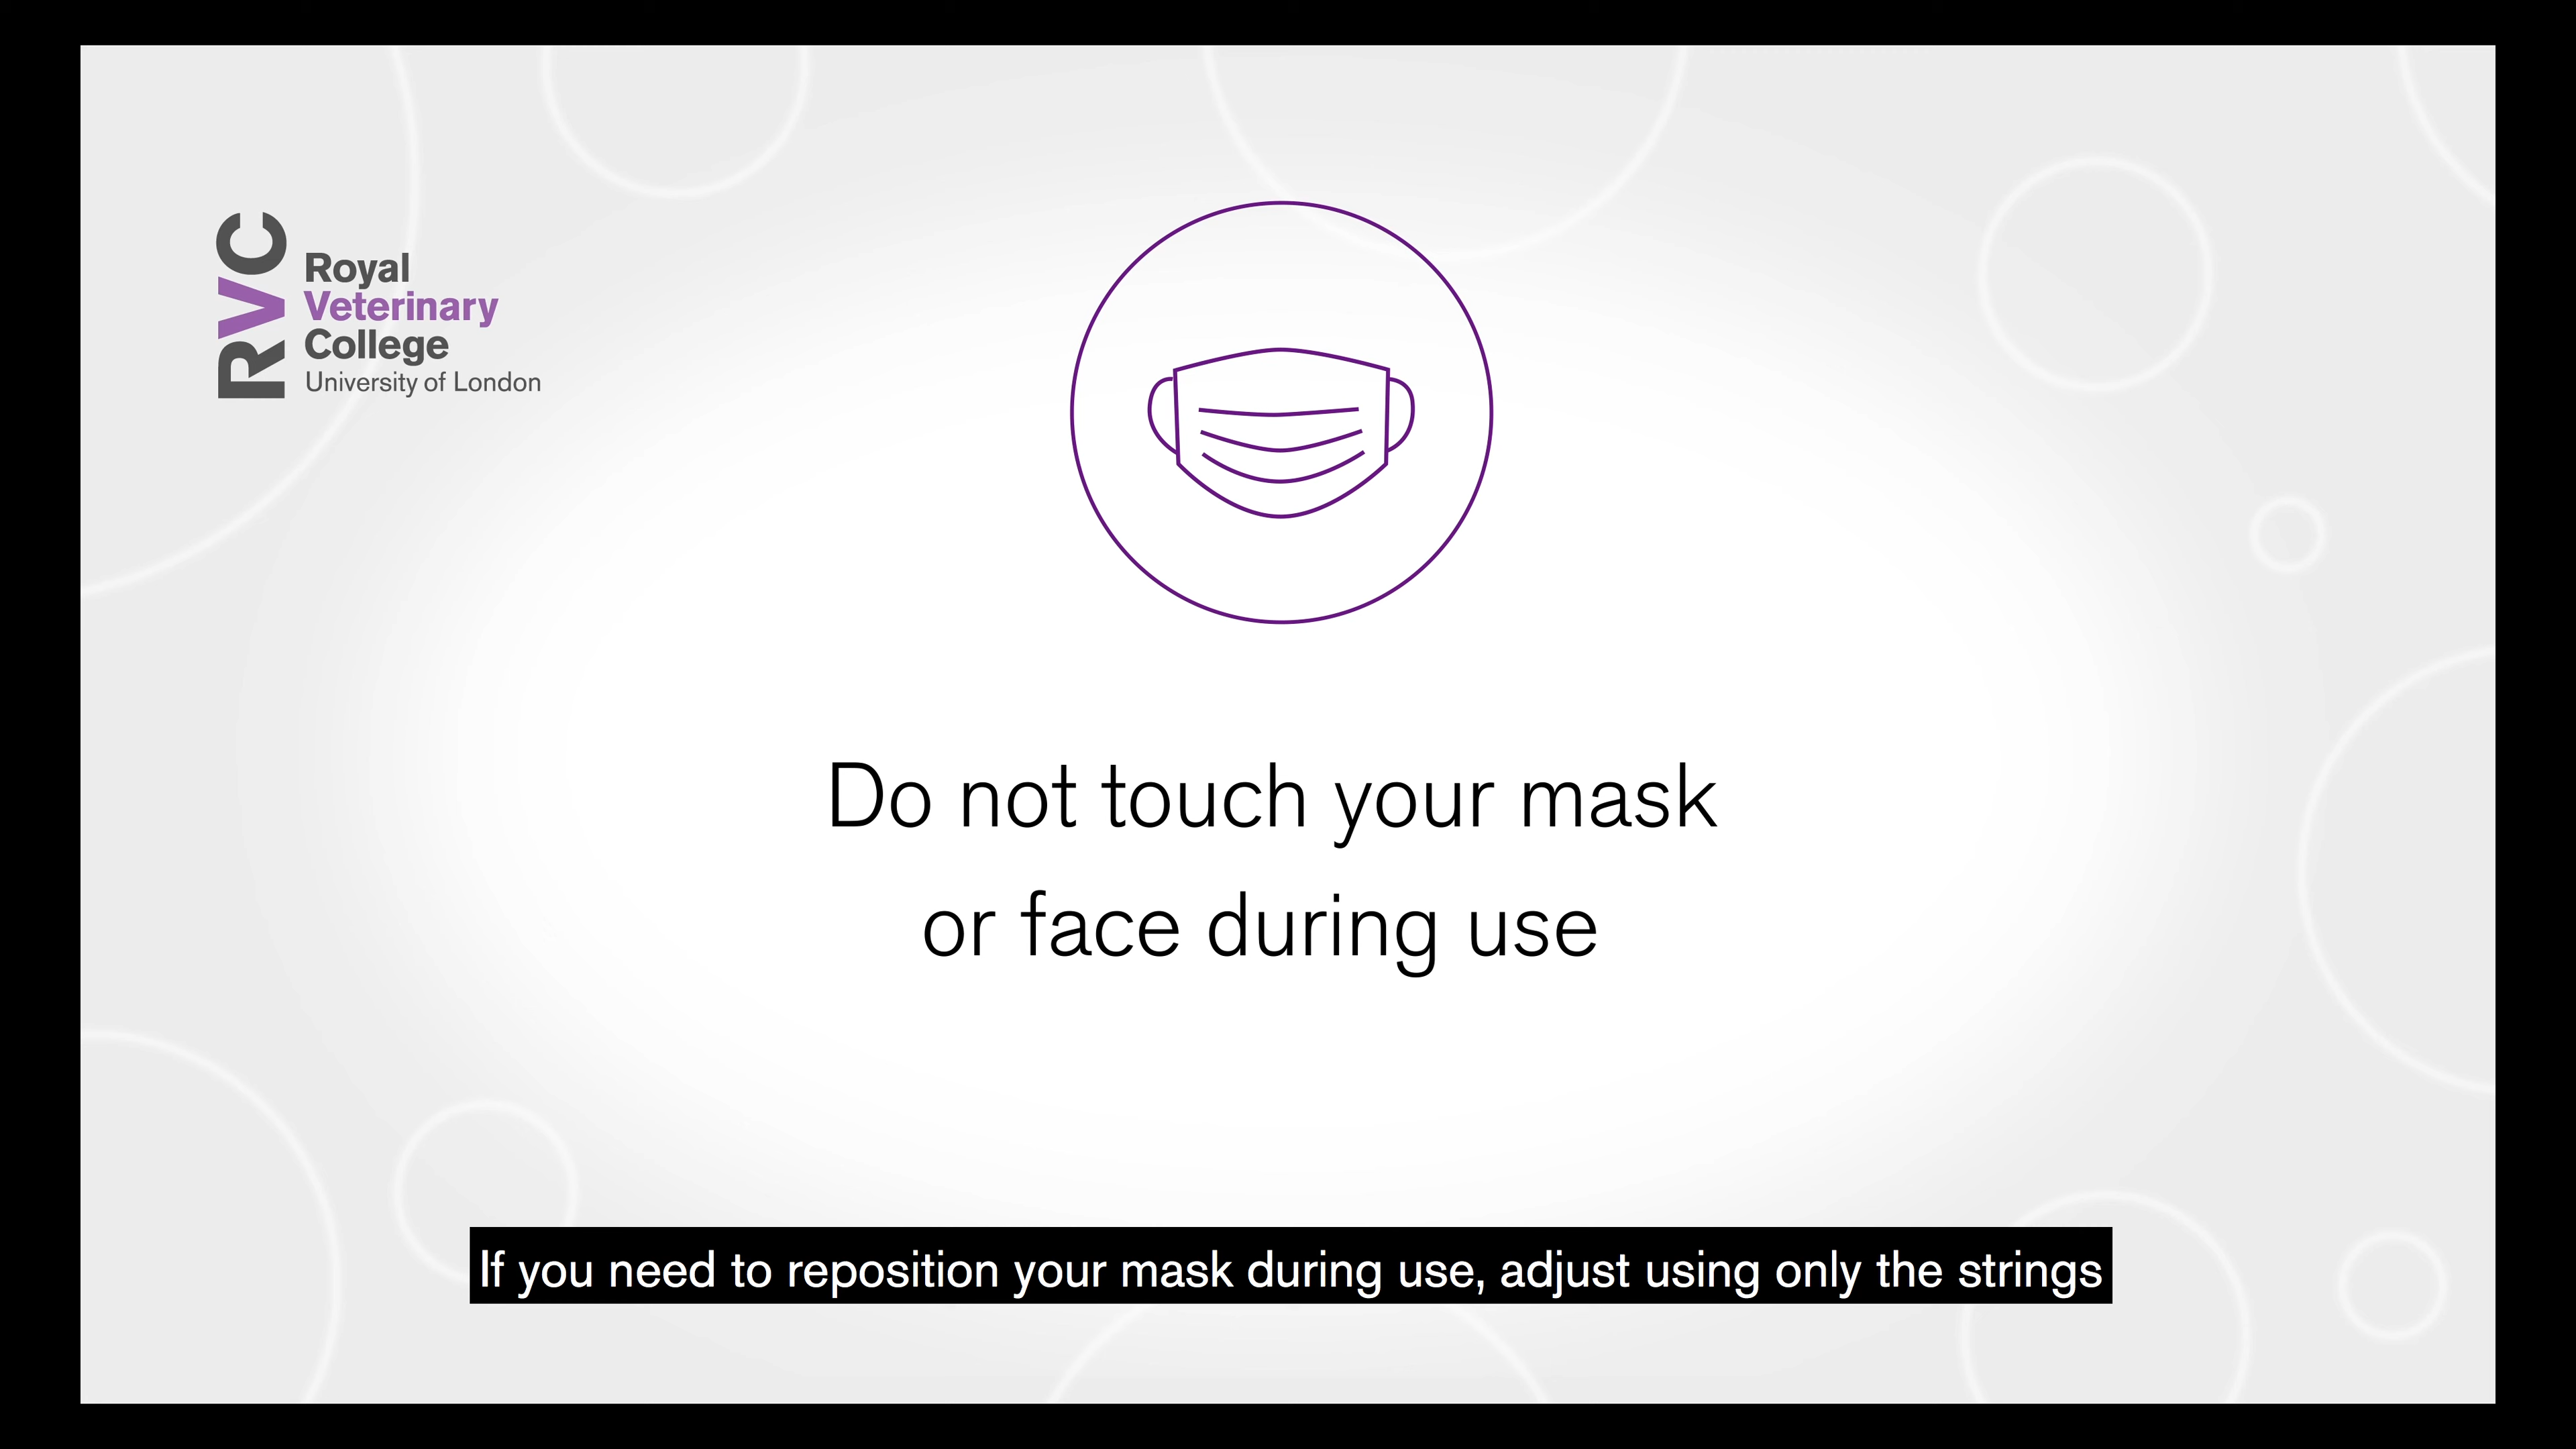 RVC
Royal
Veterinary
College
University of London
Do not touch your mask
or face during use
If you need to reposition your mask during use, adjust using only the strings